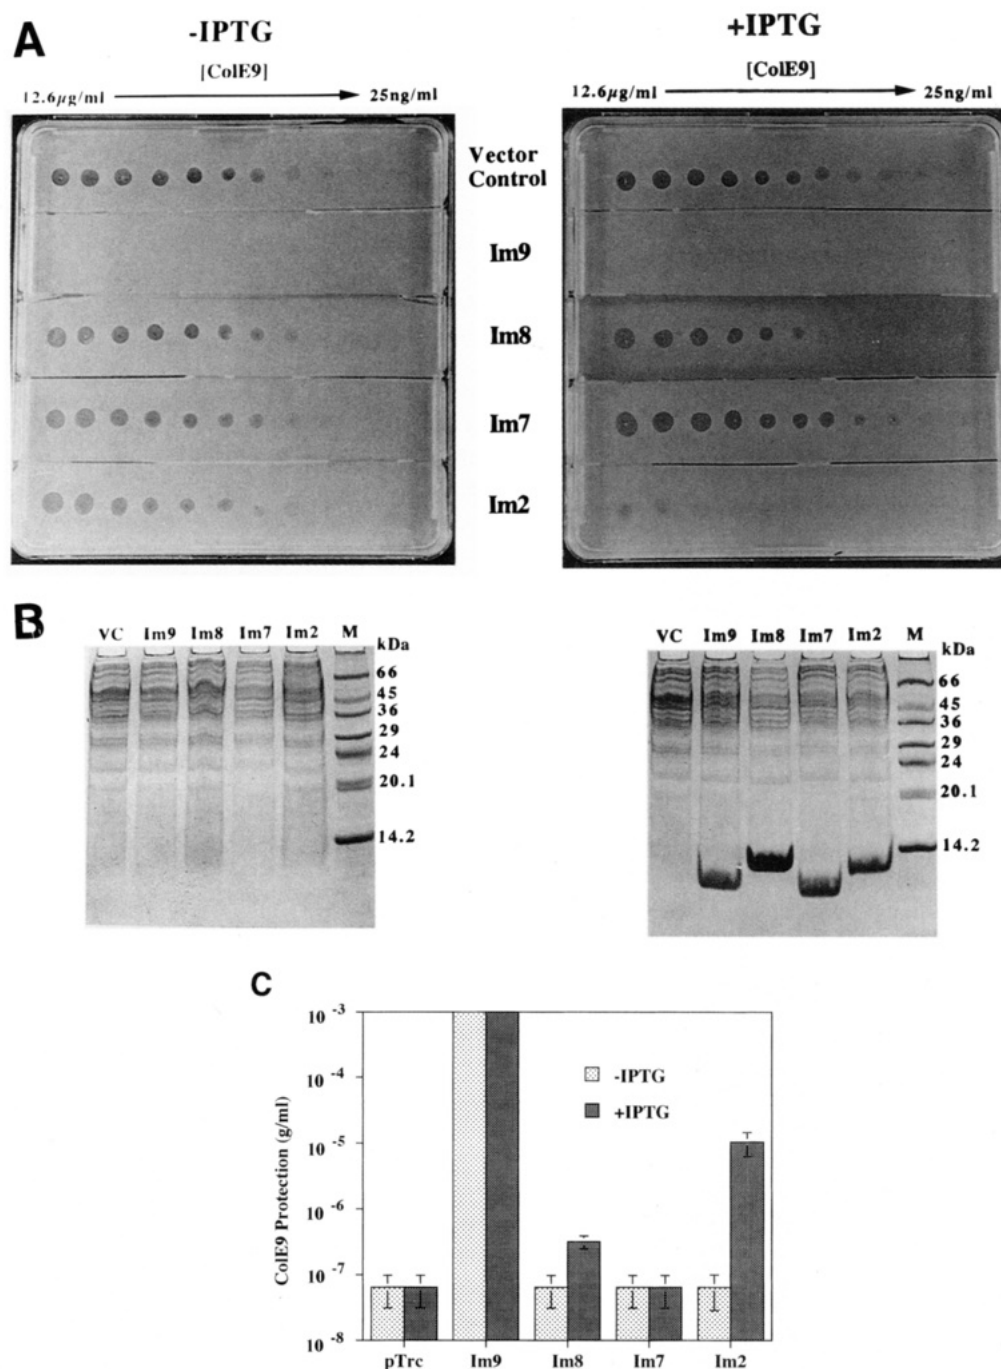 A
-IPTG
[ColE9]
12.6µg/ml
25ng/ml
+IPTG
[ColE9]
12.6µg/ml
25ng/ml
Vector
Control
Im9
Im8
Im7
Im2
B
VC Im9 Im8 Im7 Im2 M
kDa
66
45
36
29
24
20.1
14.2
VC Im9 Im8 Im7 Im2 M
kDa
66
45
36
29
24
20.1
14.2
C
ColE9 Protection (g/ml)
10 -3
10 -4
10 -5
10 -6
10 -7
10 -8
-IPTG
+IPTG
pTrc Im9 Im8 Im7 Im2